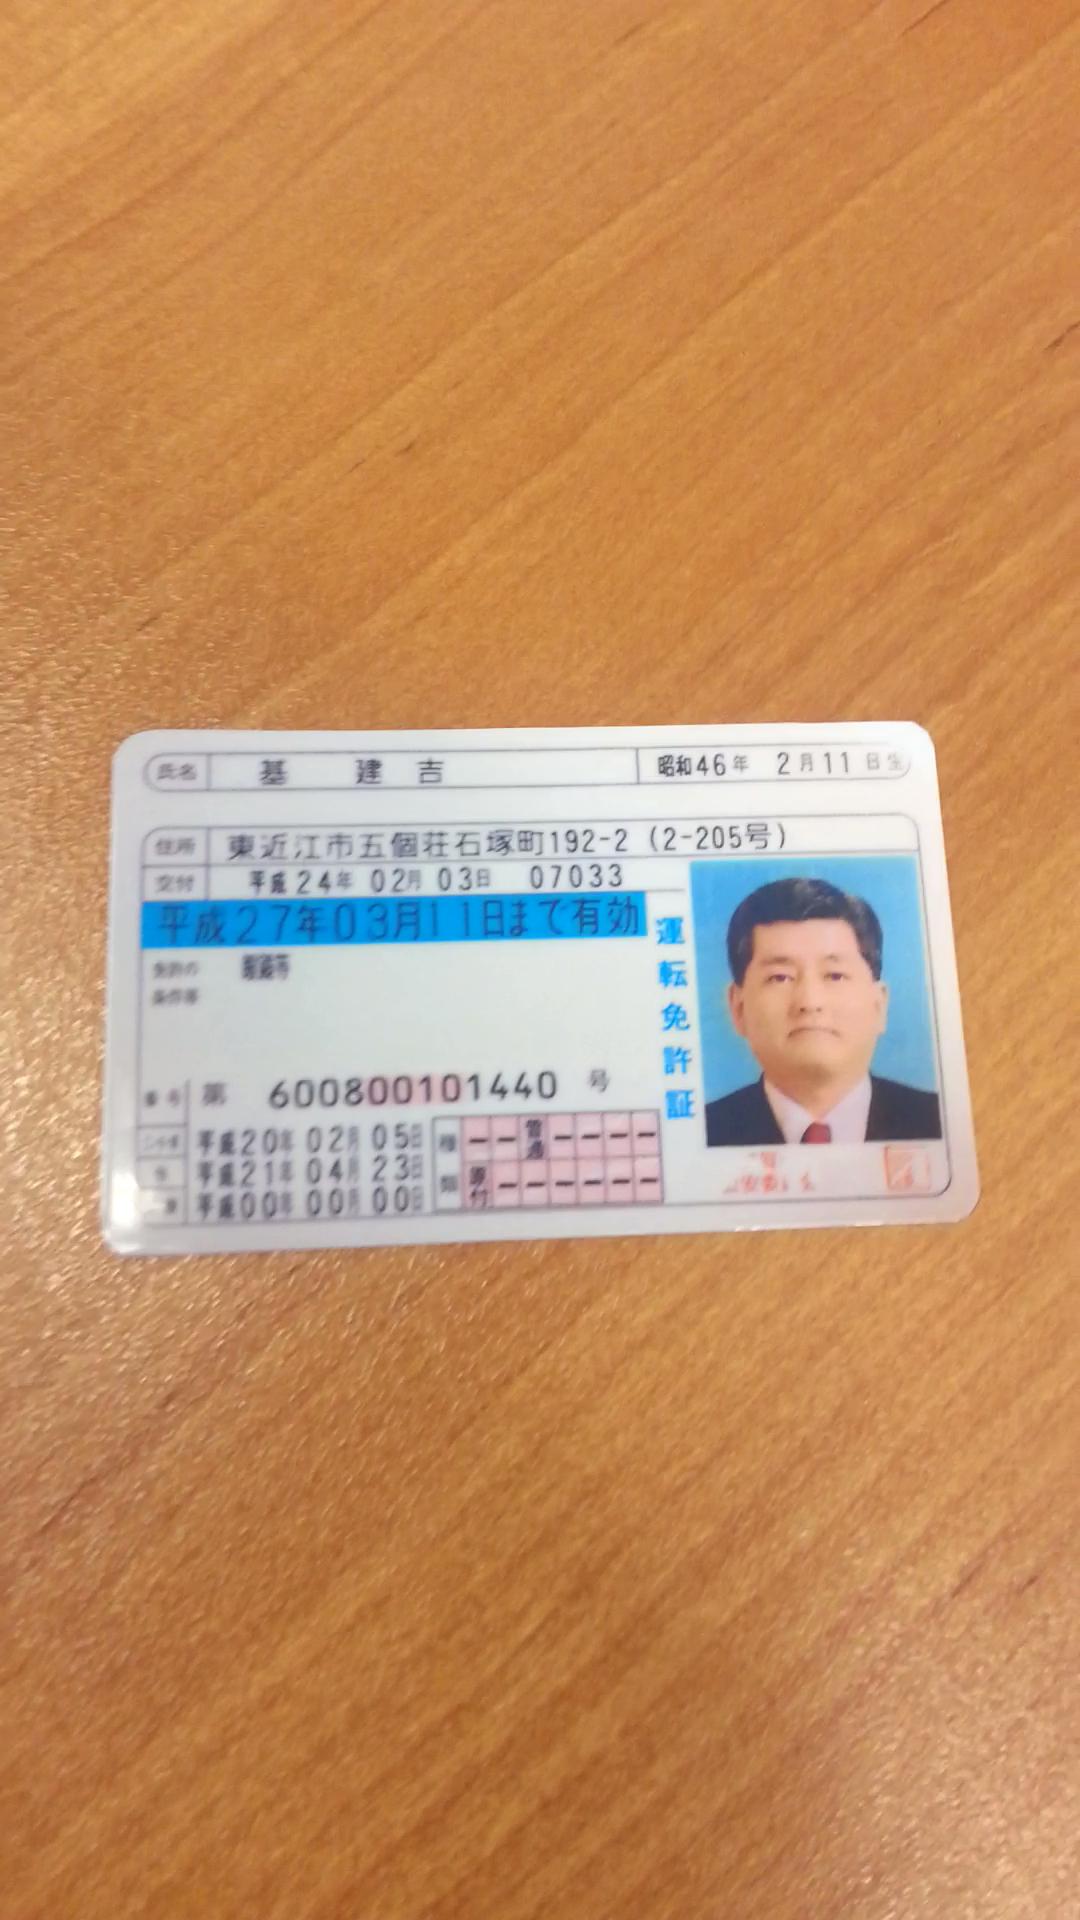 氏名 基 建 吉 昭和46年 2月11日生
住所 東近江市五個荘石塚町192-2 (2-205号)
交付 平成24年 02月 03日 07033
平成27年03月11日まで有効
免許の 眼鏡等
条件等
運転免許証
番号 第 600800101440 号
平成20年 02月 05日
平成21年 04月 23日
平成00年 00月 00日
種類 普通
原付